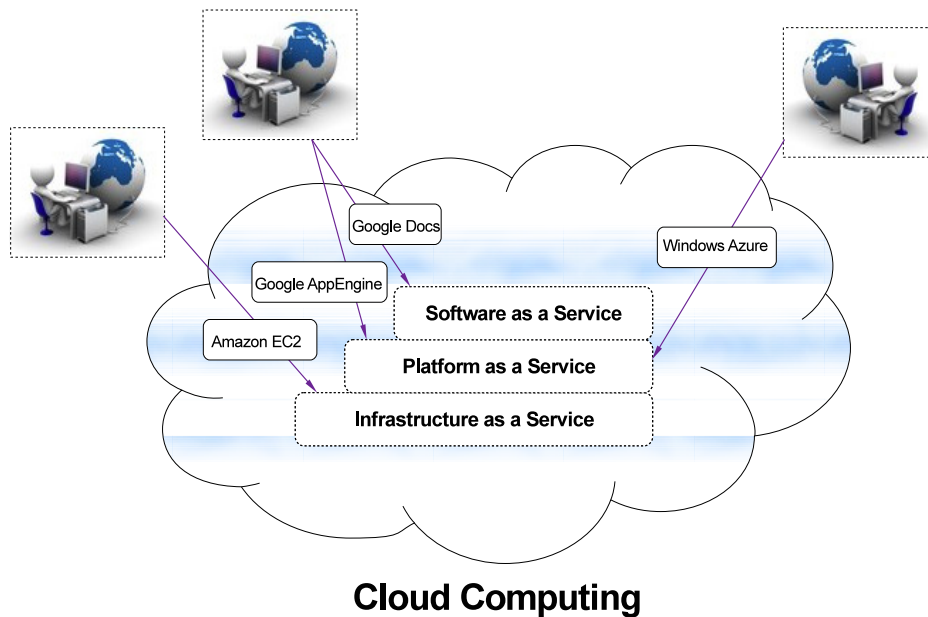 Google Docs
Windows Azure
Google AppEngine
Software as a Service
Amazon EC2
Platform as a Service
Infrastructure as a Service
Cloud Computing